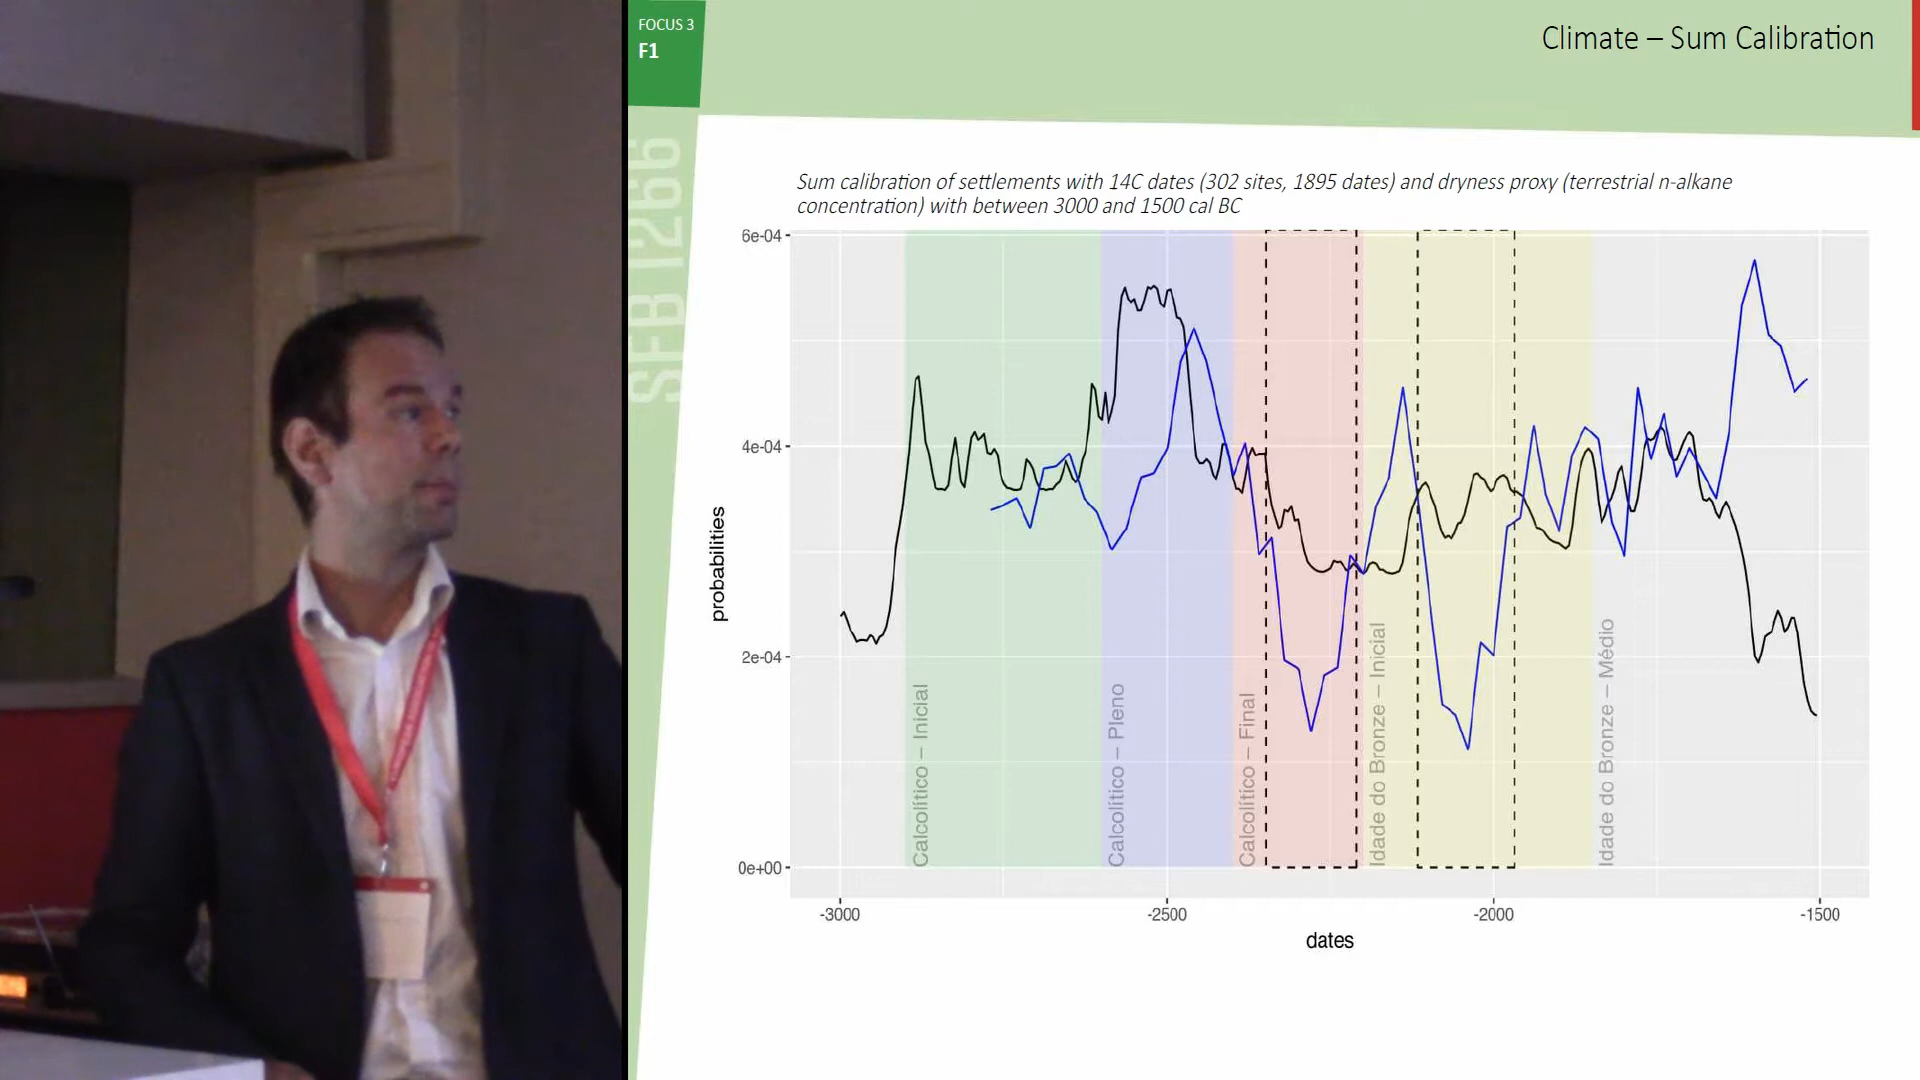 FOCUS 3
F1
Climate – Sum Calibration
SFB 1266
Sum calibration of settlements with 14C dates (302 sites, 1895 dates) and dryness proxy (terrestrial n-alkane
concentration) with between 3000 and 1500 cal BC
probabilities
6e-04
4e-04
2e-04
0e+00
Calcolítico – Inicial
Calcolítico – Pleno
Calcolítico – Final
Idade do Bronze – Inicial
Idade do Bronze – Médio
-3000
-2500
-2000
-1500
dates